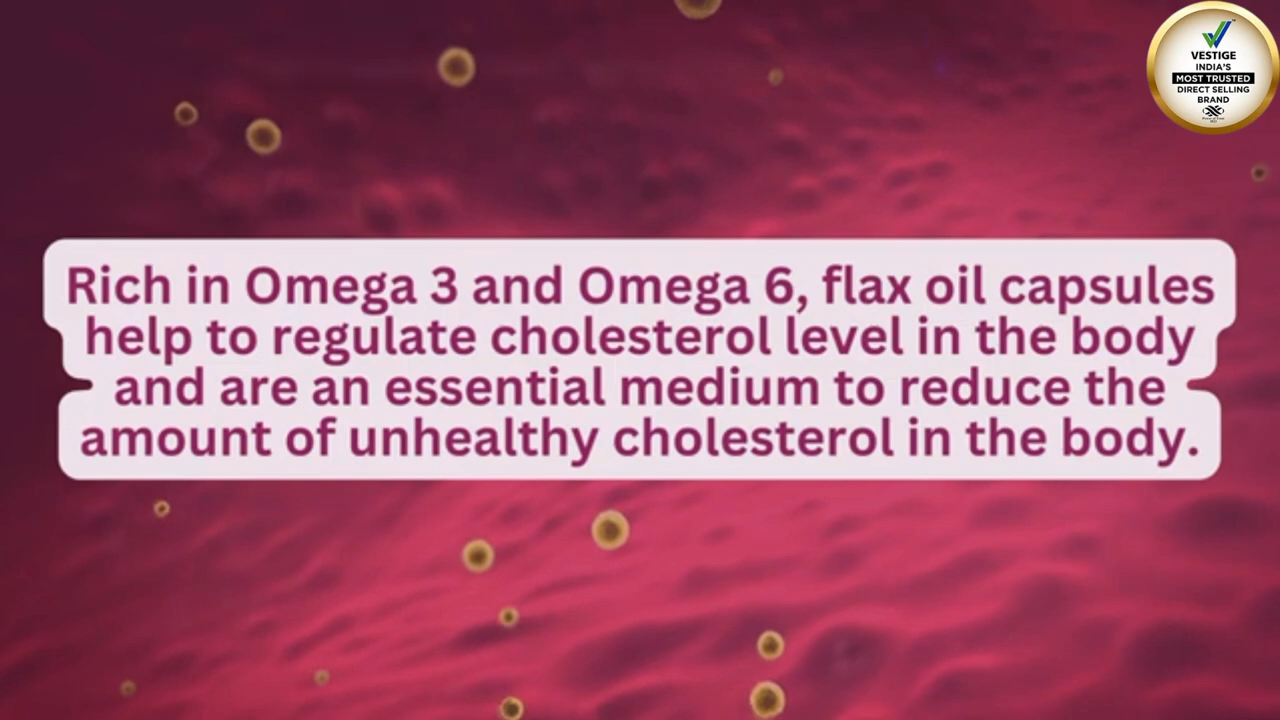 VESTIGE
INDIA'S
MOST TRUSTED
DIRECT SELLING
BRAND
Rich in Omega 3 and Omega 6, flax oil capsules
help to regulate cholesterol level in the body
and are an essential medium to reduce the
amount of unhealthy cholesterol in the body.